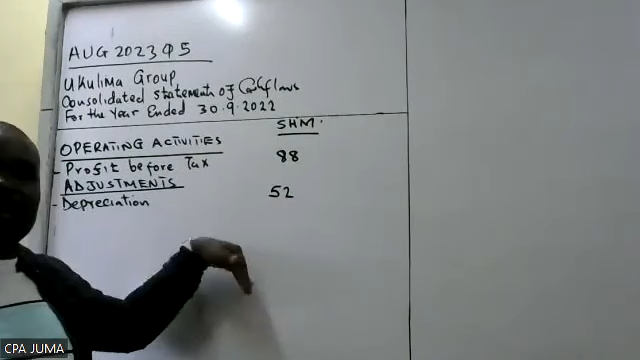 AUG 2023 Q5
Ukulima Group
Consolidated Statement of Cashflows
For the Year Ended 30.9.2022
SHM.
OPERATING ACTIVITIES
- Profit before Tax 88
ADJUSTMENTS
- Depreciation 52
CPA JUMA